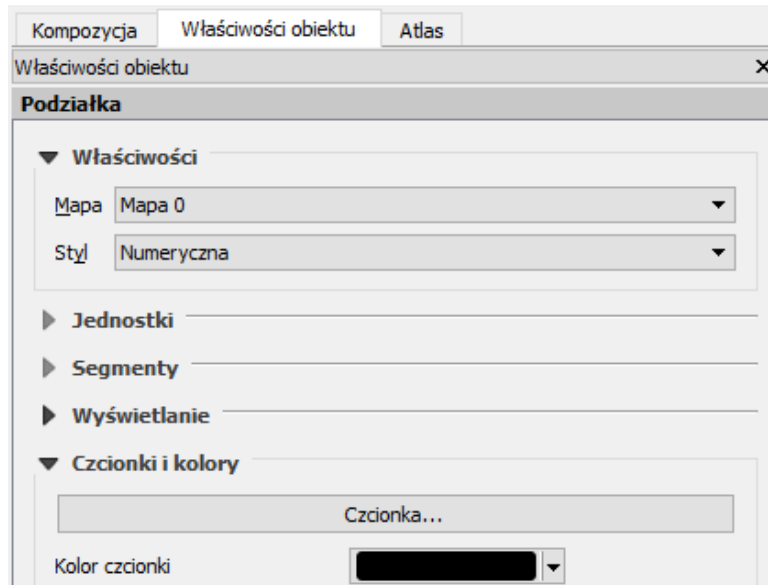 Kompozycja Właściwości obiektu Atlas
Właściwości obiektu
Podziałka
Właściwości
Mapa Mapa 0
Styl Numeryczna
Jednostki
Segmenty
Wyświetlanie
Czcionki i kolory
Czcionka...
Kolor czcionki